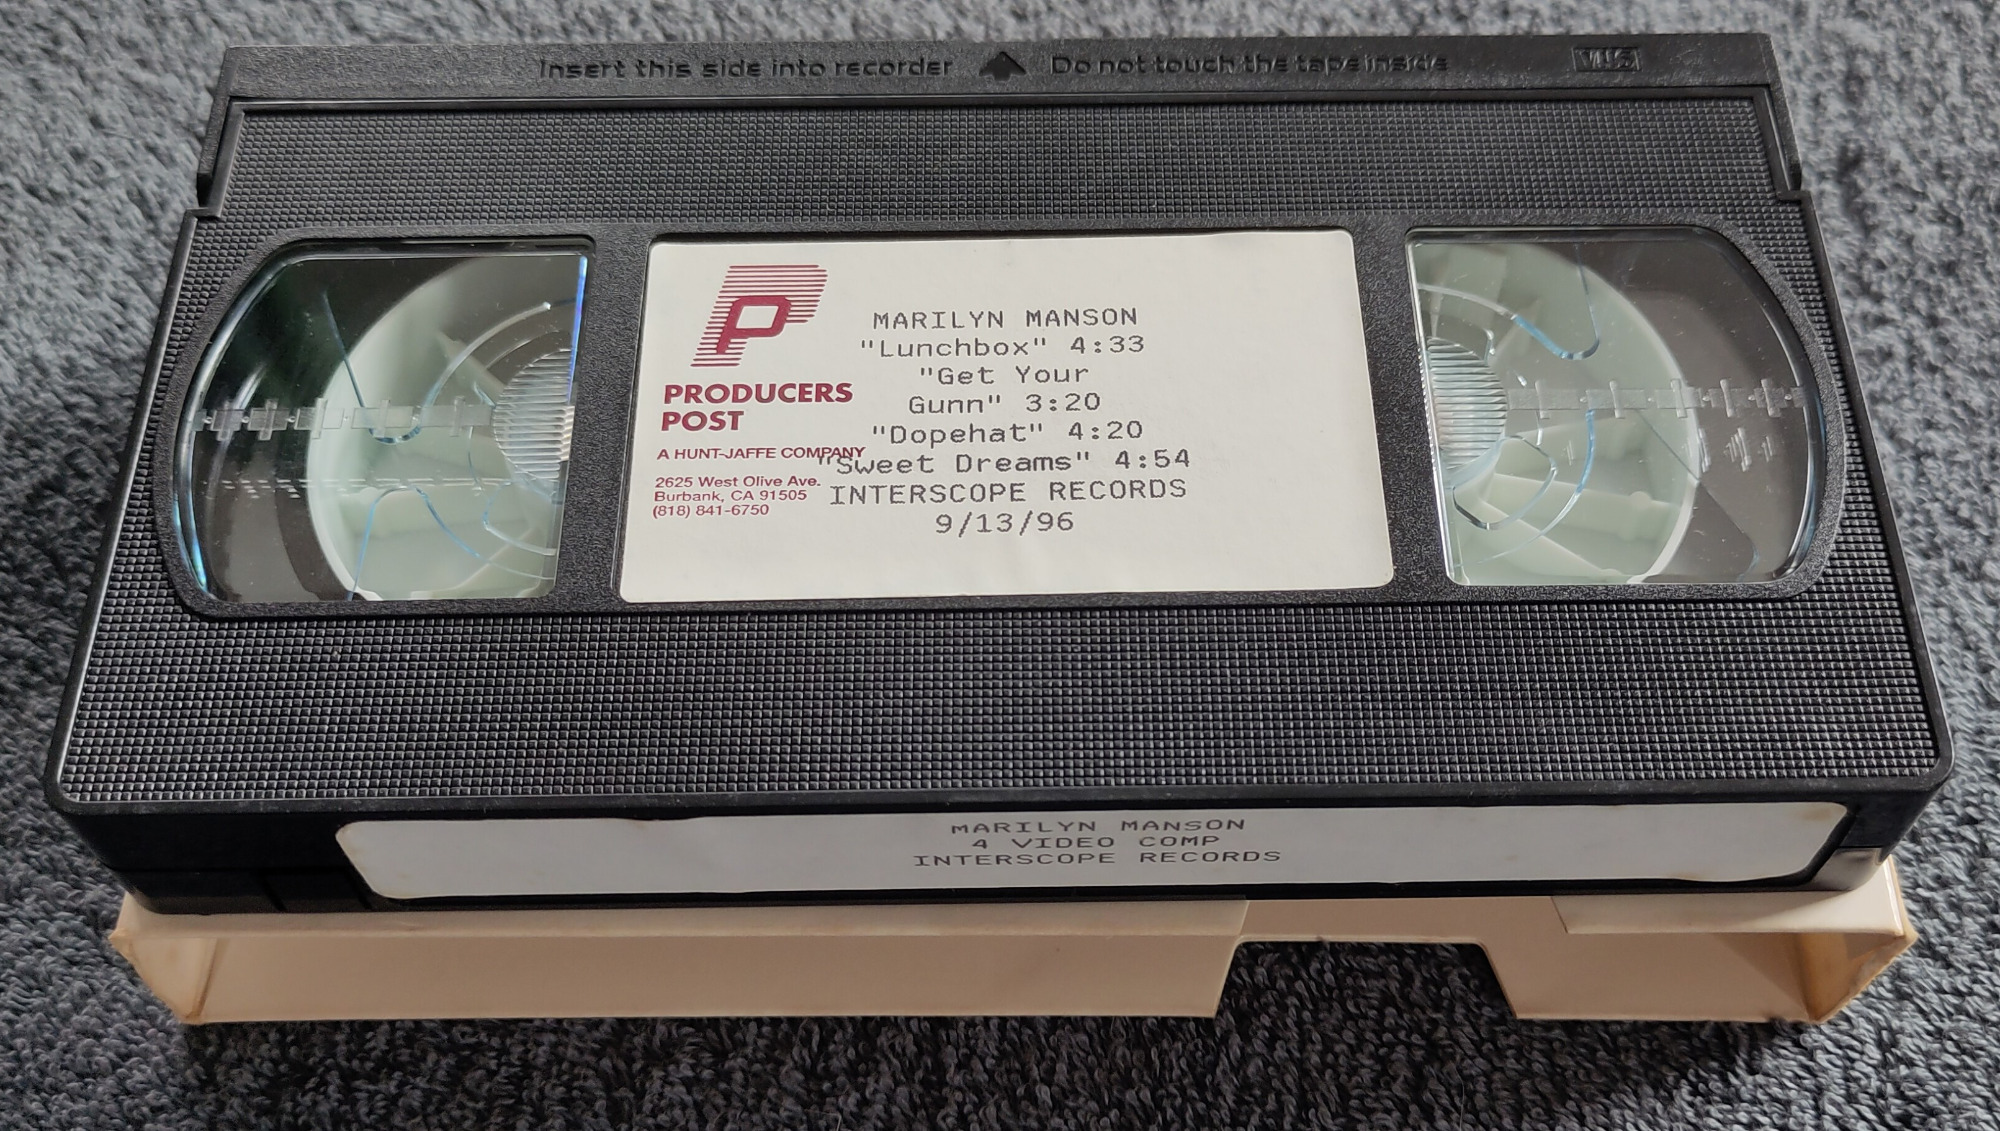 Insert this side into recorder Do not touch the tape inside VHS
P
PRODUCERS
POST
A HUNT-JAFFE COMPANY
2625 West Olive Ave.
Burbank, CA 91505
(818) 841-6750
MARILYN MANSON
"Lunchbox" 4:33
"Get Your
Gunn" 3:20
"Dopehat" 4:20
"Sweet Dreams" 4:54
INTERSCOPE RECORDS
9/13/96
MARILYN MANSON
4 VIDEO COMP
INTERSCOPE RECORDS